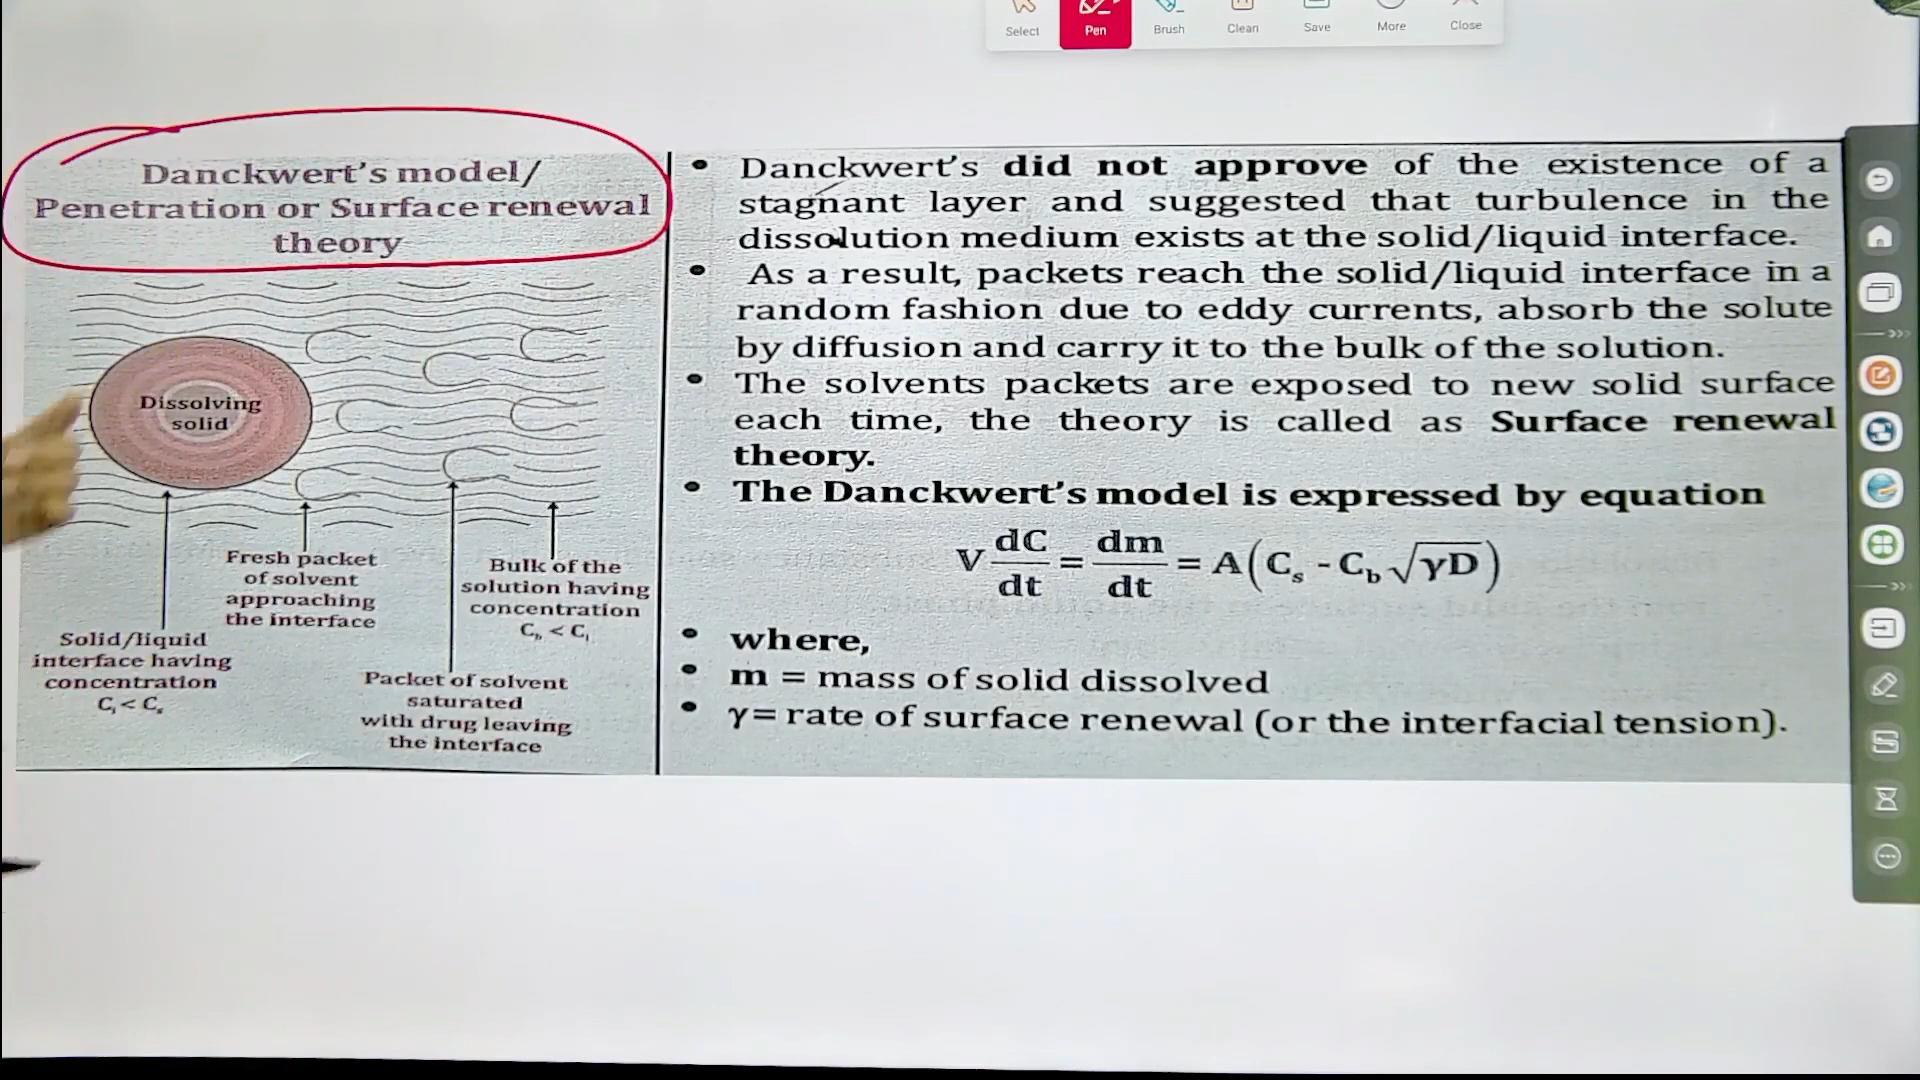 Select Pen Brush Clean Save More Close
Danckwert's model/
Penetration or Surface renewal
theory
Dissolving
solid
Fresh packet
of solvent
approaching
the interface
Bulk of the
solution having
concentration
C_b < C_i
Solid/liquid
interface having
concentration
C_i < C_s
Packet of solvent
saturated
with drug leaving
the interface
• Danckwert's did not approve of the existence of a
stagnant layer and suggested that turbulence in the
dissolution medium exists at the solid/liquid interface.
• As a result, packets reach the solid/liquid interface in a
random fashion due to eddy currents, absorb the solute
by diffusion and carry it to the bulk of the solution.
• The solvents packets are exposed to new solid surface
each time, the theory is called as Surface renewal
theory.
• The Danckwert's model is expressed by equation
V dC/dt = dm/dt = A(C_s - C_b √γD)
• where,
• m = mass of solid dissolved
• γ= rate of surface renewal (or the interfacial tension).